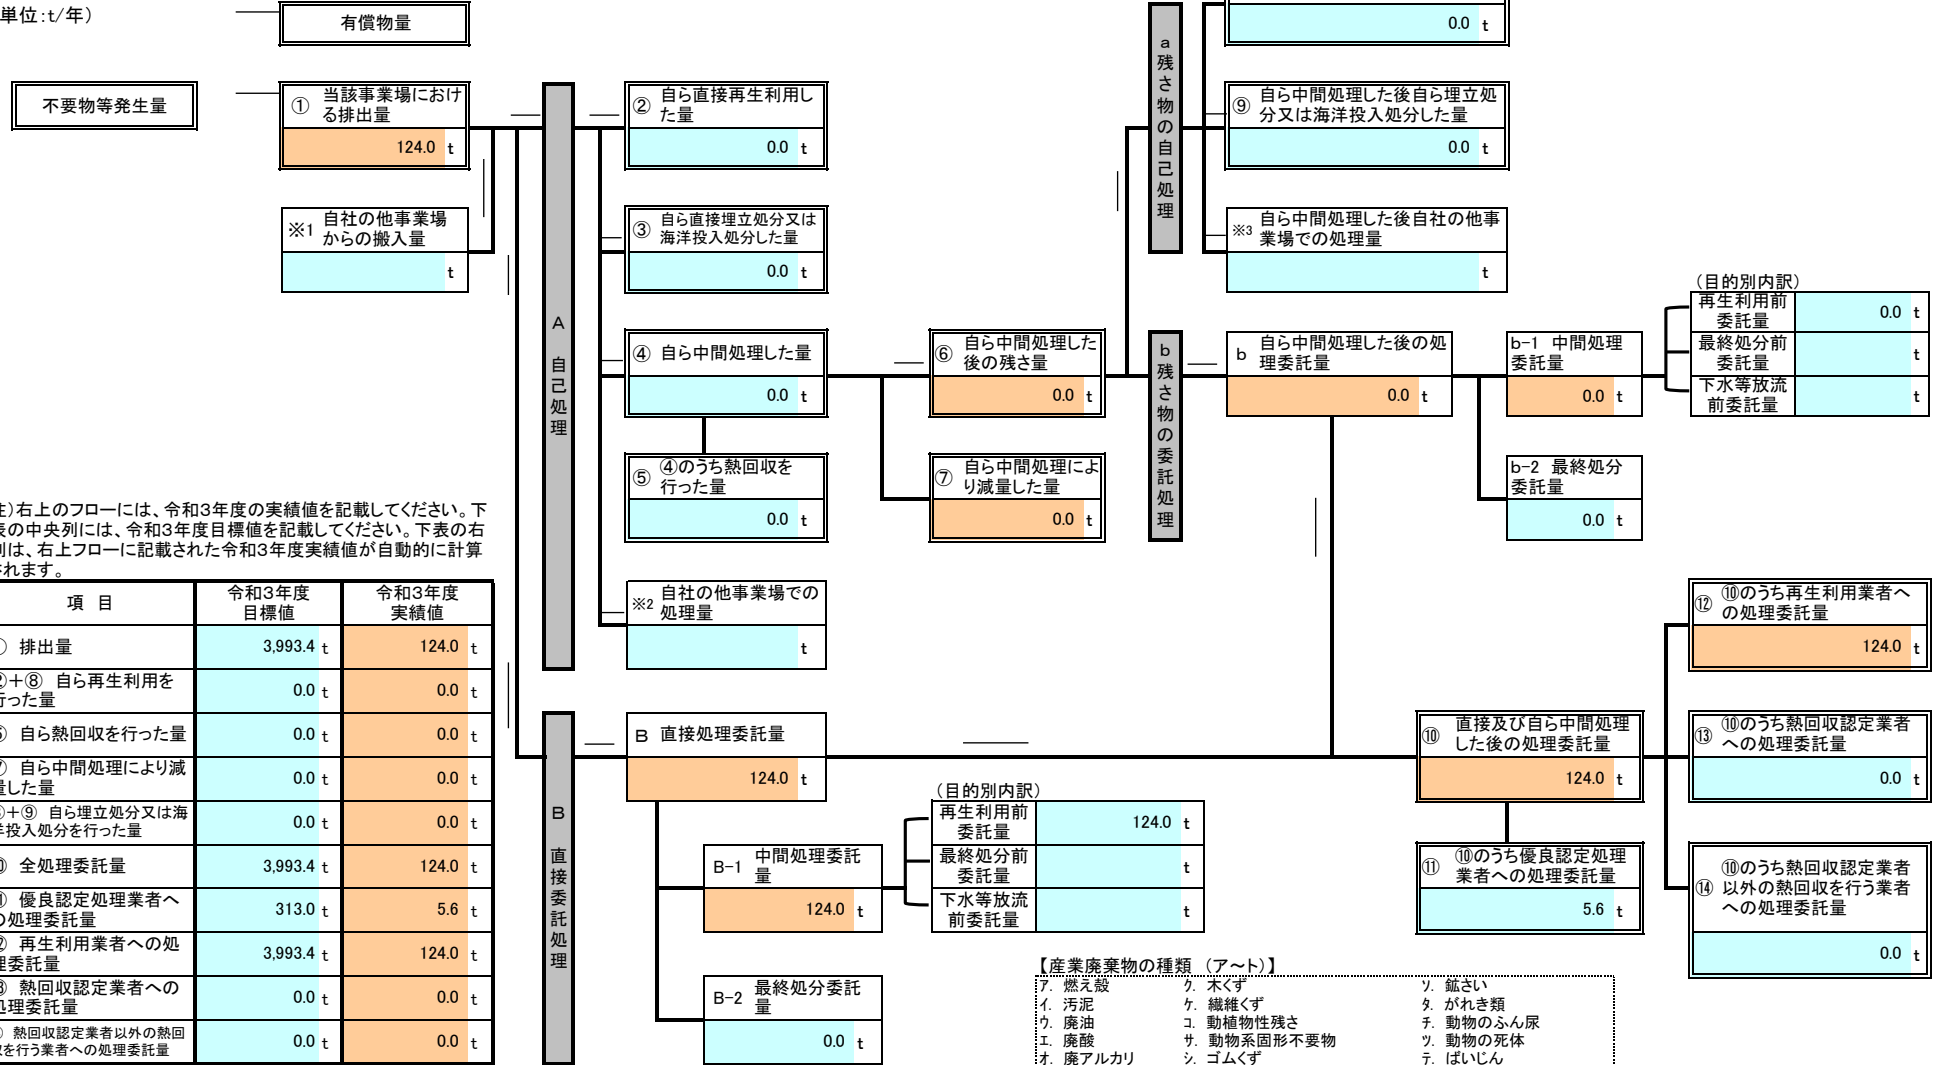 単位:t/年)
有償物量
不要物等発生量
① 当該事業場におけ
る排出量
124.0 t
※1 自社の他事業場
からの搬入量
t
A 自己処理
② 自ら直接再生利用し
た量
0.0 t
③ 自ら直接埋立処分又は
海洋投入処分した量
0.0 t
④ 自ら中間処理した量
0.0 t
⑤ ④のうち熱回収を
行った量
0.0 t
※2 自社の他事業場での
処理量
t
⑥ 自ら中間処理した
後の残さ量
0.0 t
⑦ 自ら中間処理によ
り減量した量
0.0 t
a残さ物の自己処理
0.0 t
⑨ 自ら中間処理した後自ら埋立処
分又は海洋投入処分した量
0.0 t
※3 自ら中間処理した後自社の他事
業場での処理量
t
b残さ物の委託処理
b 自ら中間処理した後の処
理委託量
0.0 t
b-1 中間処理
委託量
0.0 t
b-2 最終処分
委託量
0.0 t
(目的別内訳)
再生利用前
委託量
0.0 t
最終処分前
委託量
t
下水等放流
前委託量
t
注)右上のフローには、令和3年度の実績値を記載してください。下
表の中央列には、令和3年度目標値を記載してください。下表の右
列は、右上フローに記載された令和3年度実績値が自動的に計算
されます。
項 目 令和3年度
目標値 令和3年度
実績値
① 排出量 3,993.4 t 124.0 t
②+⑧ 自ら再生利用を
行った量 0.0 t 0.0 t
⑤ 自ら熱回収を行った量 0.0 t 0.0 t
⑦ 自ら中間処理により減
量した量 0.0 t 0.0 t
③+⑨ 自ら埋立処分又は海
洋投入処分を行った量 0.0 t 0.0 t
⑩ 全処理委託量 3,993.4 t 124.0 t
⑪ 優良認定処理業者へ
の処理委託量 313.0 t 5.6 t
⑫ 再生利用業者への処
理委託量 3,993.4 t 124.0 t
⑬ 熱回収認定業者への
処理委託量 0.0 t 0.0 t
⑭ 熱回収認定業者以外の熱回
収を行う業者への処理委託量 0.0 t 0.0 t
B 直接委託処理
B 直接処理委託量
124.0 t
B-1 中間処理委託
量
124.0 t
B-2 最終処分委託
量
0.0 t
(目的別内訳)
再生利用前
委託量
124.0 t
最終処分前
委託量
t
下水等放流
前委託量
t
⑩ 直接及び自ら中間処理
した後の処理委託量
124.0 t
⑪ ⑩のうち優良認定処理
業者への処理委託量
5.6 t
⑫ ⑩のうち再生利用業者へ
の処理委託量
124.0 t
⑬ ⑩のうち熱回収認定業者
への処理委託量
0.0 t
⑭ ⑩のうち熱回収認定業者
以外の熱回収を行う業者
への処理委託量
0.0 t
【産業廃棄物の種類 (ア~ト)】
ア. 燃え殻 ク. 木くず ソ. 鉱さい
イ. 汚泥 ケ. 繊維くず タ. がれき類
ウ. 廃油 コ. 動植物性残さ チ. 動物のふん尿
エ. 廃酸 サ. 動物系固形不要物 ツ. 動物の死体
オ. 廃アルカリ シ. ゴムくず テ. ばいじん